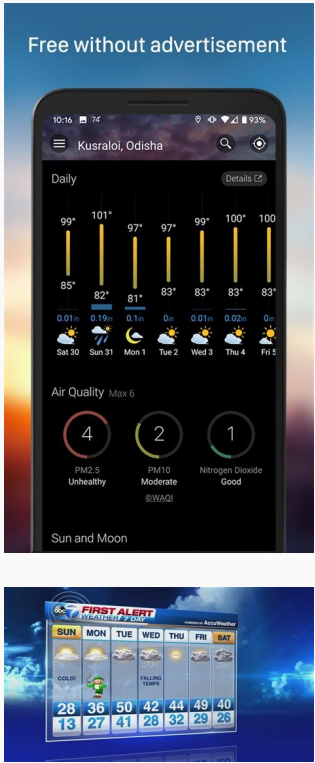 Free without advertisement
10:16 74° 93%
Kusraloi, Odisha
Daily Details
99° 101° 97° 97° 99° 100° 100
85° 82° 81° 83° 83° 83° 83°
0.01in 0.19in 0.1in 0in 0.01in 0.02in 0in
Sat 30 Sun 31 Mon 1 Tue 2 Wed 3 Thu 4 Fri 5
Air Quality Max 6
4 2 1
PM2.5 PM10 Nitrogen Dioxide
Unhealthy Moderate Good
©WAQI
Sun and Moon
abc 7 FIRST ALERT
WEATHER 7 DAY POWERED BY AccuWeather
SUN MON TUE WED THU FRI SAT
COLD! FALLING TEMPS
28 36 50 42 44 49 40
13 27 41 28 32 29 26